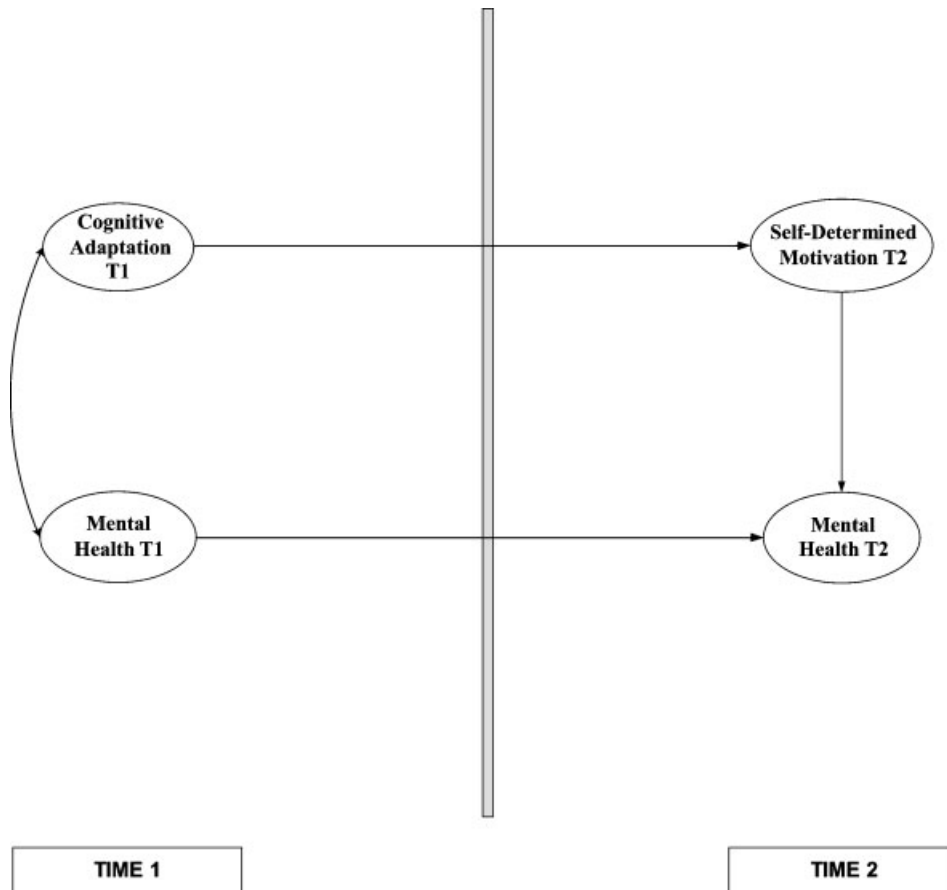 Cognitive
Adaptation
T1
Self-Determined
Motivation T2
Mental
Health T1
Mental
Health T2
TIME 1
TIME 2